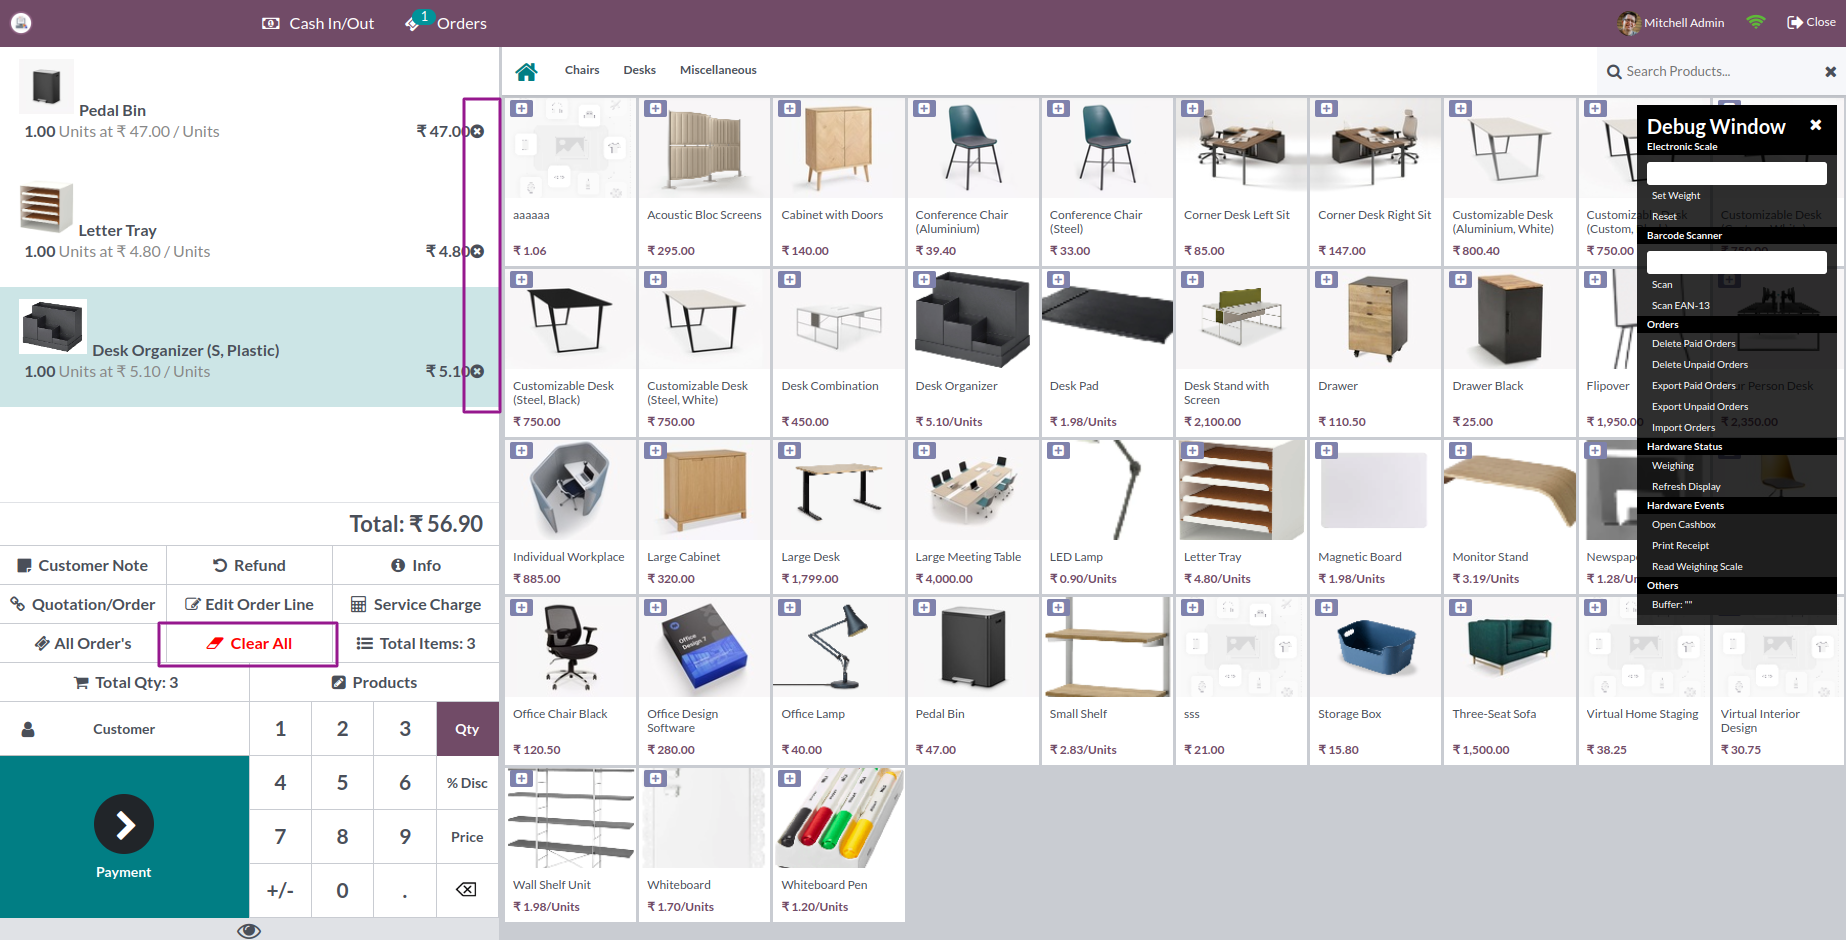 Cash In/Out
1
Orders
Mitchell Admin
Close
Pedal Bin
1.00 Units at ₹ 47.00 / Units
₹ 47.00
Letter Tray
1.00 Units at ₹ 4.80 / Units
₹ 4.80
Desk Organizer (S, Plastic)
1.00 Units at ₹ 5.10 / Units
₹ 5.10
Total: ₹ 56.90
Customer Note
Refund
Info
Quotation/Order
Edit Order Line
Service Charge
All Order's
Clear All
Total Items: 3
Total Qty: 3
Products
Customer
1
2
3
Qty
4
5
6
% Disc
7
8
9
Price
+/-
0
.
Payment
Chairs
Desks
Miscellaneous
Search Products...
aaaaaa
₹ 1.06
Acoustic Bloc Screens
₹ 295.00
Cabinet with Doors
₹ 140.00
Conference Chair
(Aluminium)
₹ 39.40
Conference Chair
(Steel)
₹ 33.00
Corner Desk Left Sit
₹ 85.00
Corner Desk Right Sit
₹ 147.00
Customizable Desk
(Aluminium, White)
₹ 800.40
Customizable Desk
(Custom,
₹ 750.00
Customizable Desk
Customizable Desk
(Steel, Black)
₹ 750.00
Customizable Desk
(Steel, White)
₹ 750.00
Desk Combination
₹ 450.00
Desk Organizer
₹ 5.10/Units
Desk Pad
₹ 1.98/Units
Desk Stand with
Screen
₹ 2,100.00
Drawer
₹ 110.50
Drawer Black
₹ 25.00
Flipover
₹ 1,950.00
Person Desk
₹ 2,350.00
Individual Workplace
₹ 885.00
Large Cabinet
₹ 320.00
Large Desk
₹ 1,799.00
Large Meeting Table
₹ 4,000.00
LED Lamp
₹ 0.90/Units
Letter Tray
₹ 4.80/Units
Magnetic Board
₹ 1.98/Units
Monitor Stand
₹ 3.19/Units
Newspap
₹ 1.28/U
Office Chair Black
₹ 120.50
Office Design
Software
₹ 280.00
Office Lamp
₹ 40.00
Pedal Bin
₹ 47.00
Small Shelf
₹ 2.83/Units
sss
₹ 21.00
Storage Box
₹ 15.80
Three-Seat Sofa
₹ 1,500.00
Virtual Home Staging
₹ 38.25
Virtual Interior
Design
₹ 30.75
Wall Shelf Unit
₹ 1.98/Units
Whiteboard
₹ 1.70/Units
Whiteboard Pen
₹ 1.20/Units
Office
Design 7
Software
Debug Window
Electronic Scale
Set Weight
Reset
Barcode Scanner
Scan
Scan EAN-13
Orders
Delete Paid Orders
Delete Unpaid Orders
Export Paid Orders
Export Unpaid Orders
Import Orders
Hardware Status
Weighing
Refresh Display
Hardware Events
Open Cashbox
Print Receipt
Read Weighing Scale
Others
Buffer: ""